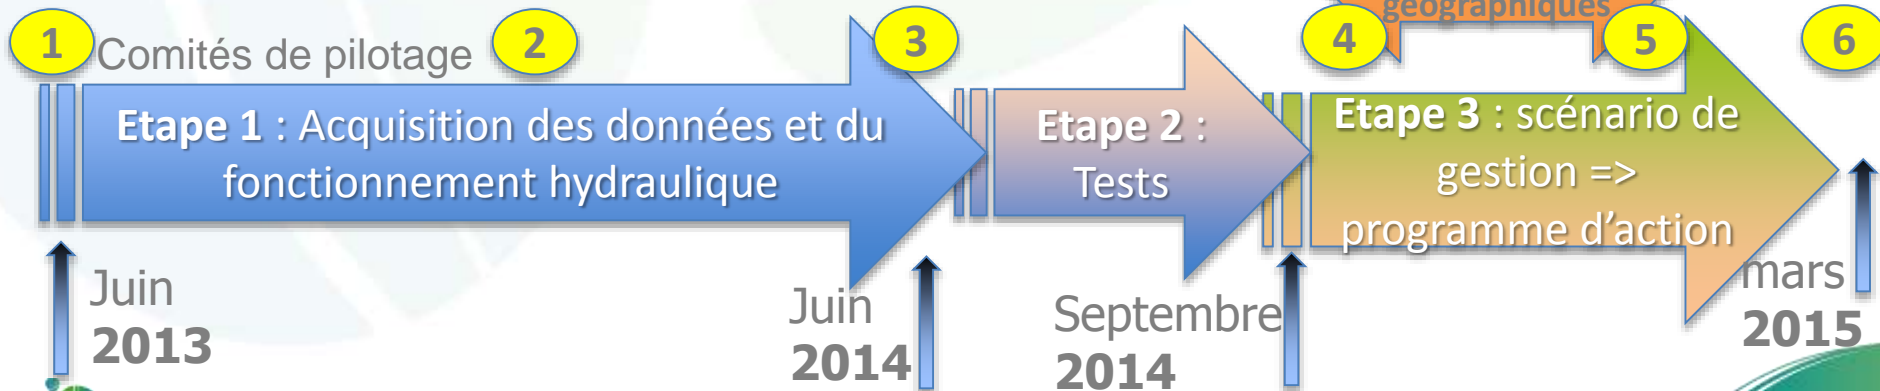 géographiques
1 Comités de pilotage 2 3 4 5 6
Etape 1 : Acquisition des données et du
fonctionnement hydraulique
Etape 2 :
Tests
Etape 3 : scénario de
gestion =>
programme d’action
Juin
2013
Juin
2014
Septembre
2014
mars
2015